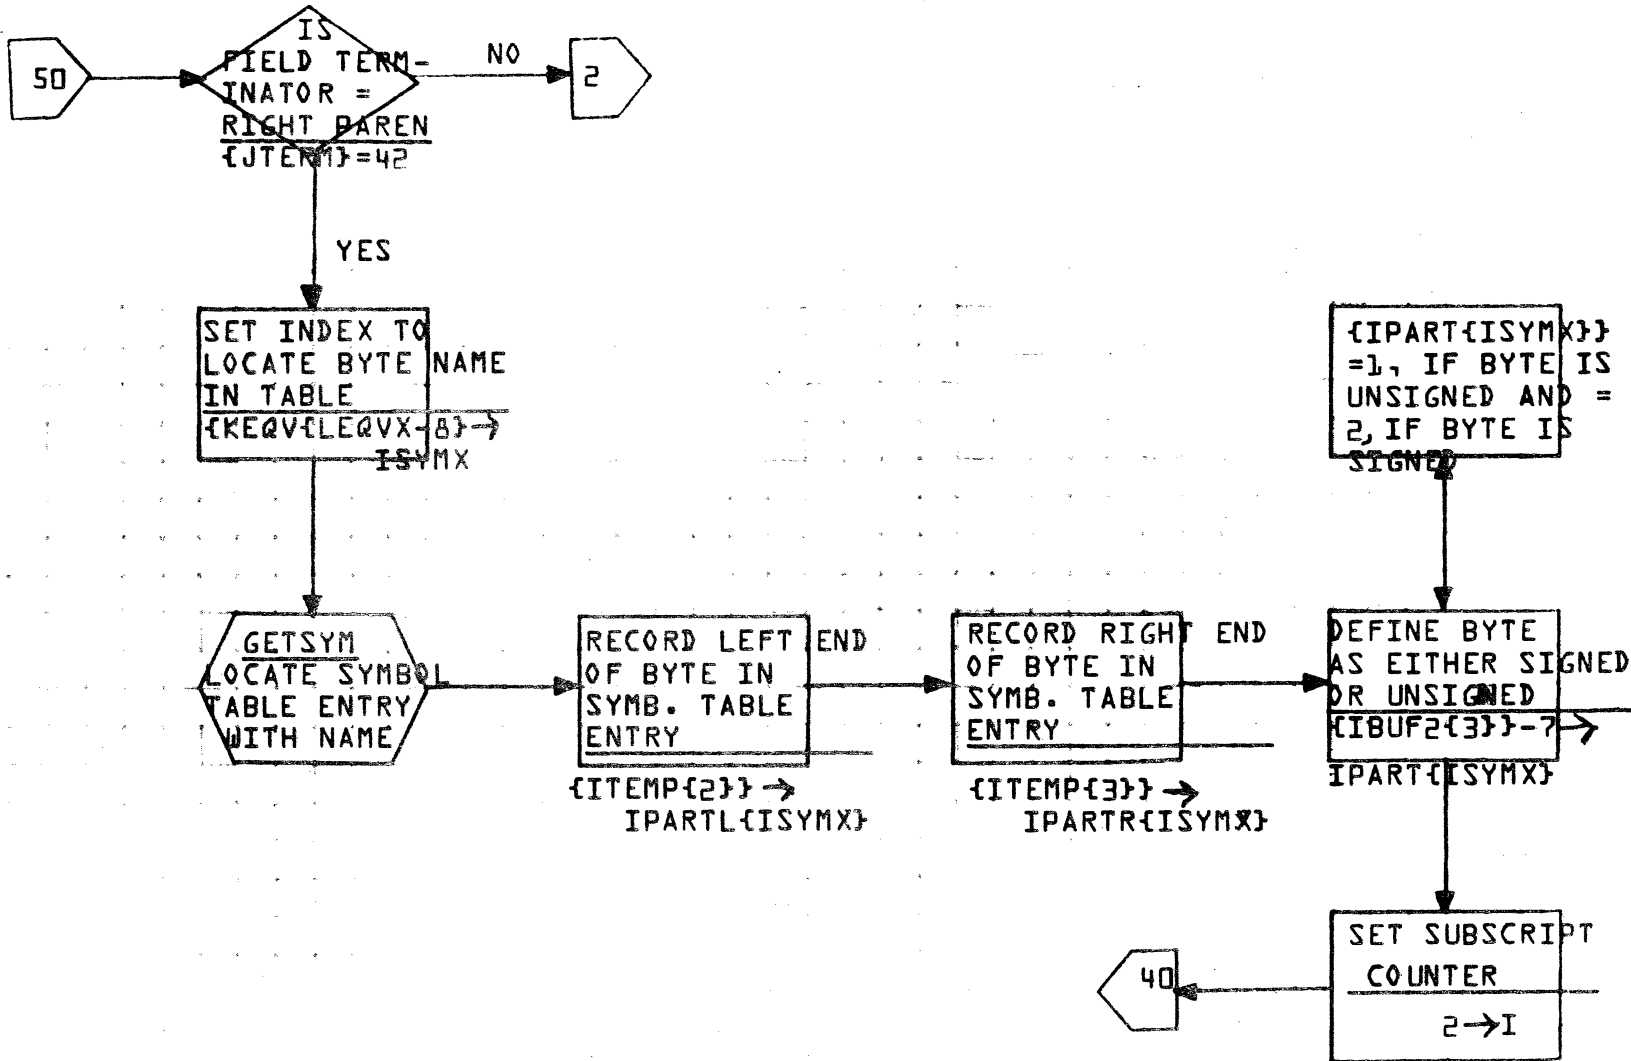 50
IS
FIELD TERM-
INATOR =
RIGHT PAREN
{JTERM}=42
NO
2
YES
SET INDEX TO
LOCATE BYTE NAME
IN TABLE
{KEQV{LEQVX-8}→
ISYMX
GETSYM
LOCATE SYMBOL
TABLE ENTRY
WITH NAME
RECORD LEFT END
OF BYTE IN
SYMB. TABLE
ENTRY
{ITEMP{2}}→
IPARTL{ISYMX}
RECORD RIGHT END
OF BYTE IN
SYMB. TABLE
ENTRY
{ITEMP{3}}→
IPARTR{ISYMX}
DEFINE BYTE
AS EITHER SIGNED
OR UNSIGNED
{IBUF2{3}}-7→
IPART{ISYMX}
{IPART{ISYMX}}
=1, IF BYTE IS
UNSIGNED AND =
2, IF BYTE IS
SIGNED
SET SUBSCRIPT
COUNTER
2→I
40